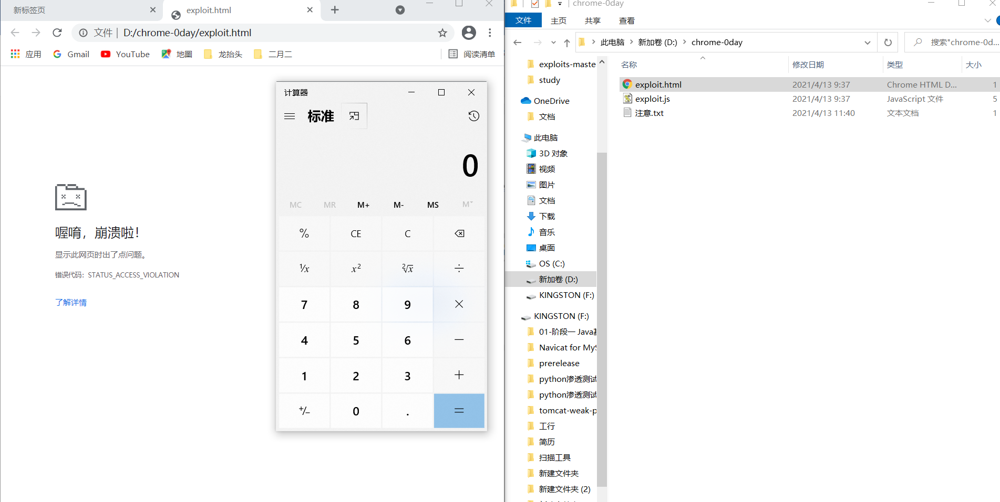 新标签页
exploit.html
文件 | D:/chrome-0day/exploit.html
应用
Gmail
YouTube
地圖
龙抬头
二月二
阅读清单
喔唷，崩溃啦！
显示此网页时出了点问题。
错误代码：STATUS_ACCESS_VIOLATION
了解详情
计算器
标准
0
MC MR M+ M- MS M˅
% CE C
¹/x x² ²√x ÷
7 8 9 ×
4 5 6 −
1 2 3 +
+/− 0 . =
chrome-0day
文件 主页 共享 查看
此电脑 > 新加卷 (D:) > chrome-0day
搜索"chrome-0d...
exploits-maste
study
OneDrive
文档
此电脑
3D 对象
视频
图片
文档
下载
音乐
桌面
OS (C:)
新加卷 (D:)
KINGSTON (F:)
KINGSTON (F:)
01-阶段一 Java基
Navicat for MyS
prerelease
python渗透测试
python渗透测试
tomcat-weak-p
工行
简历
扫描工具
新建文件夹
新建文件夹 (2)
名称 修改日期 类型 大小
exploit.html 2021/4/13 9:37 Chrome HTML D... 1
exploit.js 2021/4/13 9:37 JavaScript 文件 5
注意.txt 2021/4/13 11:40 文本文档 1